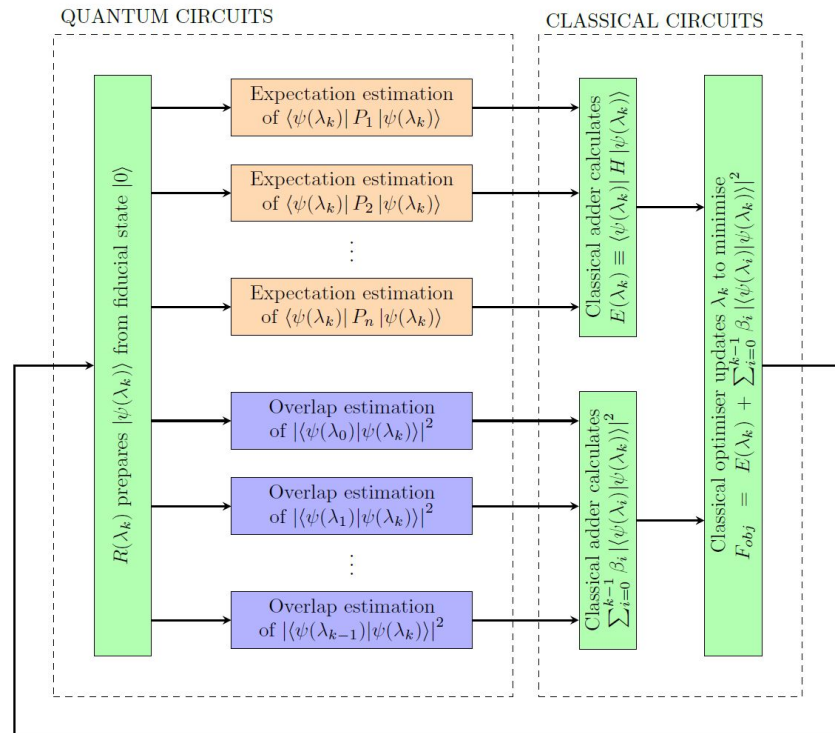 QUANTUM CIRCUITS
CLASSICAL CIRCUITS
R(λ_k) prepares |ψ(λ_k)⟩ from fiducial state |0⟩
Expectation estimation
of ⟨ψ(λ_k)| P_1 |ψ(λ_k)⟩
Expectation estimation
of ⟨ψ(λ_k)| P_2 |ψ(λ_k)⟩
⋮
Expectation estimation
of ⟨ψ(λ_k)| P_n |ψ(λ_k)⟩
Overlap estimation
of |⟨ψ(λ_0)|ψ(λ_k)⟩|^2
Overlap estimation
of |⟨ψ(λ_1)|ψ(λ_k)⟩|^2
⋮
Overlap estimation
of |⟨ψ(λ_{k−1})|ψ(λ_k)⟩|^2
Classical adder calculates
E(λ_k) ≡ ⟨ψ(λ_k)| H |ψ(λ_k)⟩
Classical adder calculates
∑_{i=0}^{k−1} β_i |⟨ψ(λ_i)|ψ(λ_k)⟩|^2
Classical optimiser updates λ_k to minimise
F_{obj} = E(λ_k) + ∑_{i=0}^{k−1} β_i |⟨ψ(λ_i)|ψ(λ_k)⟩|^2